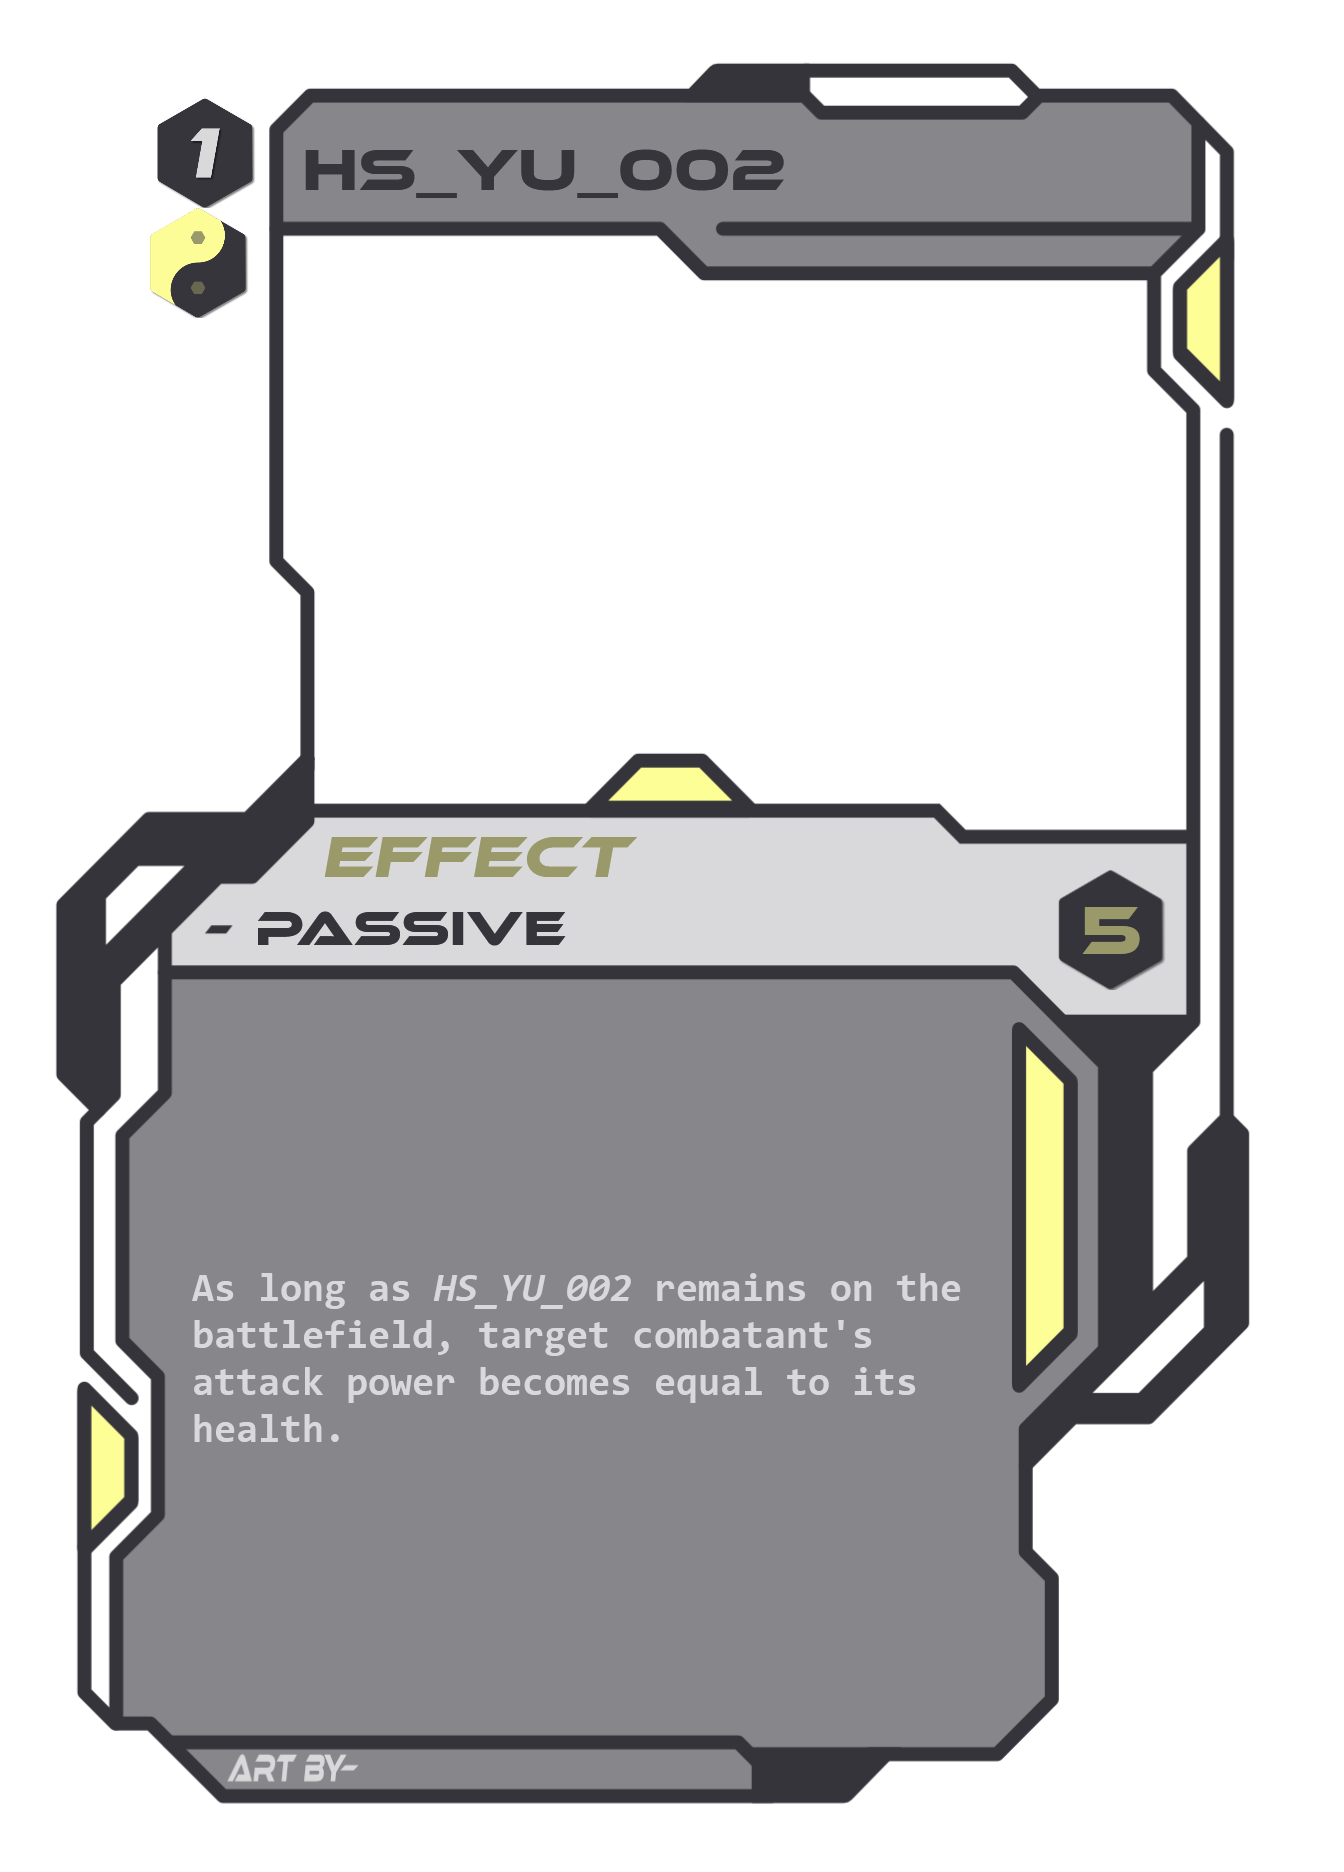 1
HS_YU_002
EFFECT
- PASSIVE
5
As long as HS_YU_002 remains on the
battlefield, target combatant's
attack power becomes equal to its
health.
ART BY-